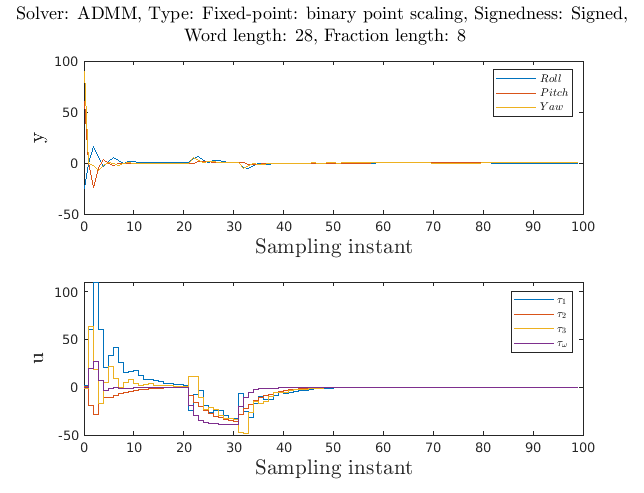 Solver: ADMM, Type: Fixed-point: binary point scaling, Signedness: Signed,
Word length: 28, Fraction length: 8
100
50
0
-50
y
Roll
Pitch
Yaw
0 10 20 30 40 50 60 70 80 90 100
Sampling instant
100
50
0
-50
u
τ1
τ2
τ3
τω
0 10 20 30 40 50 60 70 80 90 100
Sampling instant